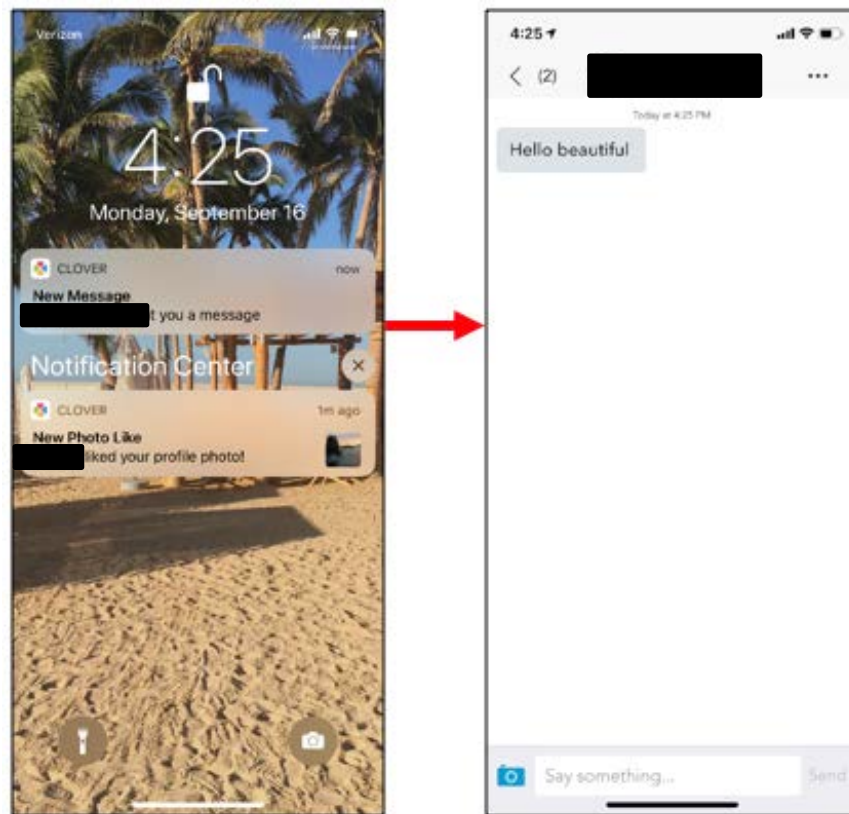 Verizon
4:25
Monday, September 16
CLOVER
now
New Message
t you a message
Notification Center
CLOVER
1m ago
New Photo Like
liked your profile photo!
4:25
(2)
Today at 4:25 PM
Hello beautiful
Say something...
Send